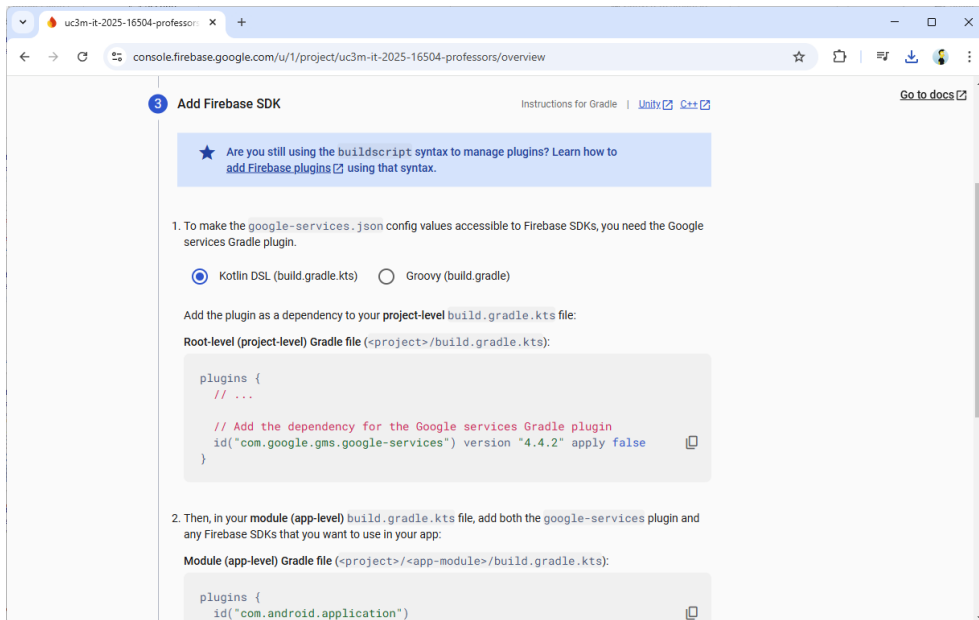 uc3m-it-2025-16504-professors
console.firebase.google.com/u/1/project/uc3m-it-2025-16504-professors/overview
Go to docs
3 Add Firebase SDK Instructions for Gradle | Unity C++
Are you still using the buildscript syntax to manage plugins? Learn how to
add Firebase plugins using that syntax.
1. To make the google-services.json config values accessible to Firebase SDKs, you need the Google
services Gradle plugin.
Kotlin DSL (build.gradle.kts) Groovy (build.gradle)
Add the plugin as a dependency to your project-level build.gradle.kts file:
Root-level (project-level) Gradle file (<project>/build.gradle.kts):
plugins {
// ...
// Add the dependency for the Google services Gradle plugin
id("com.google.gms.google-services") version "4.4.2" apply false
}
2. Then, in your module (app-level) build.gradle.kts file, add both the google-services plugin and
any Firebase SDKs that you want to use in your app:
Module (app-level) Gradle file (<project>/<app-module>/build.gradle.kts):
plugins {
id("com.android.application")